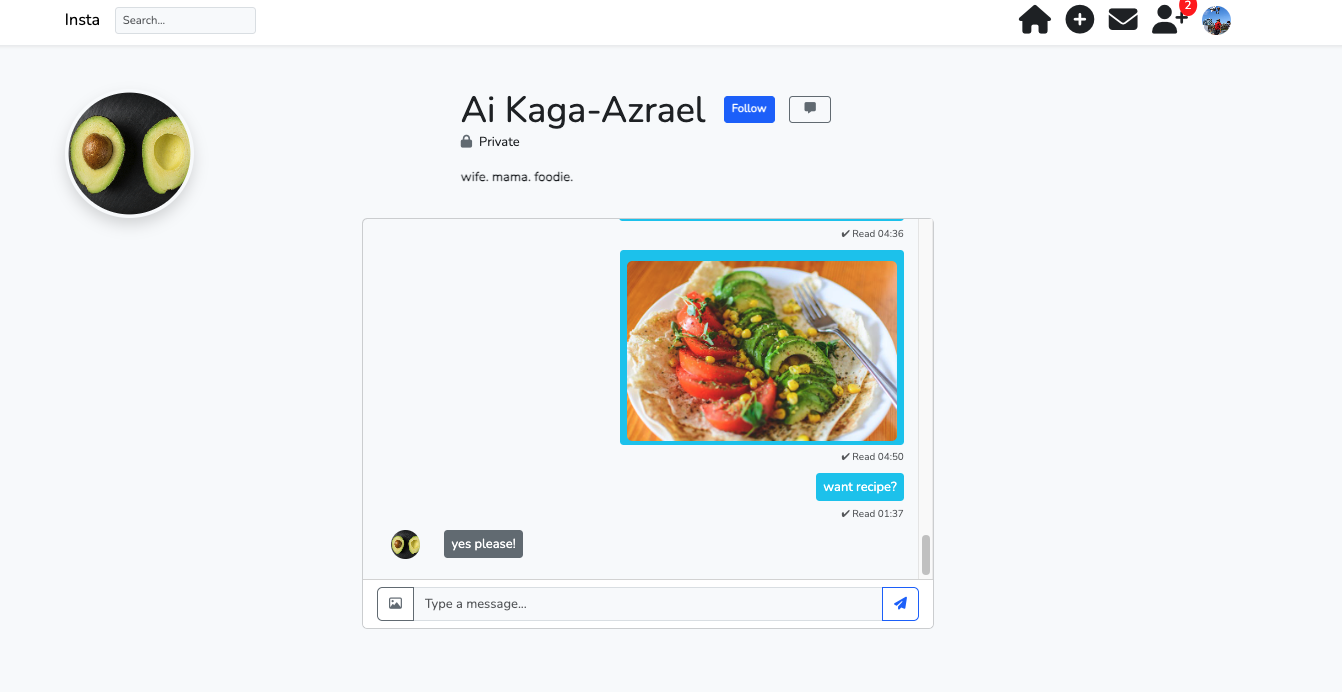 Insta
Search...
2
Ai Kaga-Azrael
Follow
Private
wife. mama. foodie.
✔ Read 04:36
✔ Read 04:50
want recipe?
✔ Read 01:37
yes please!
Type a message...